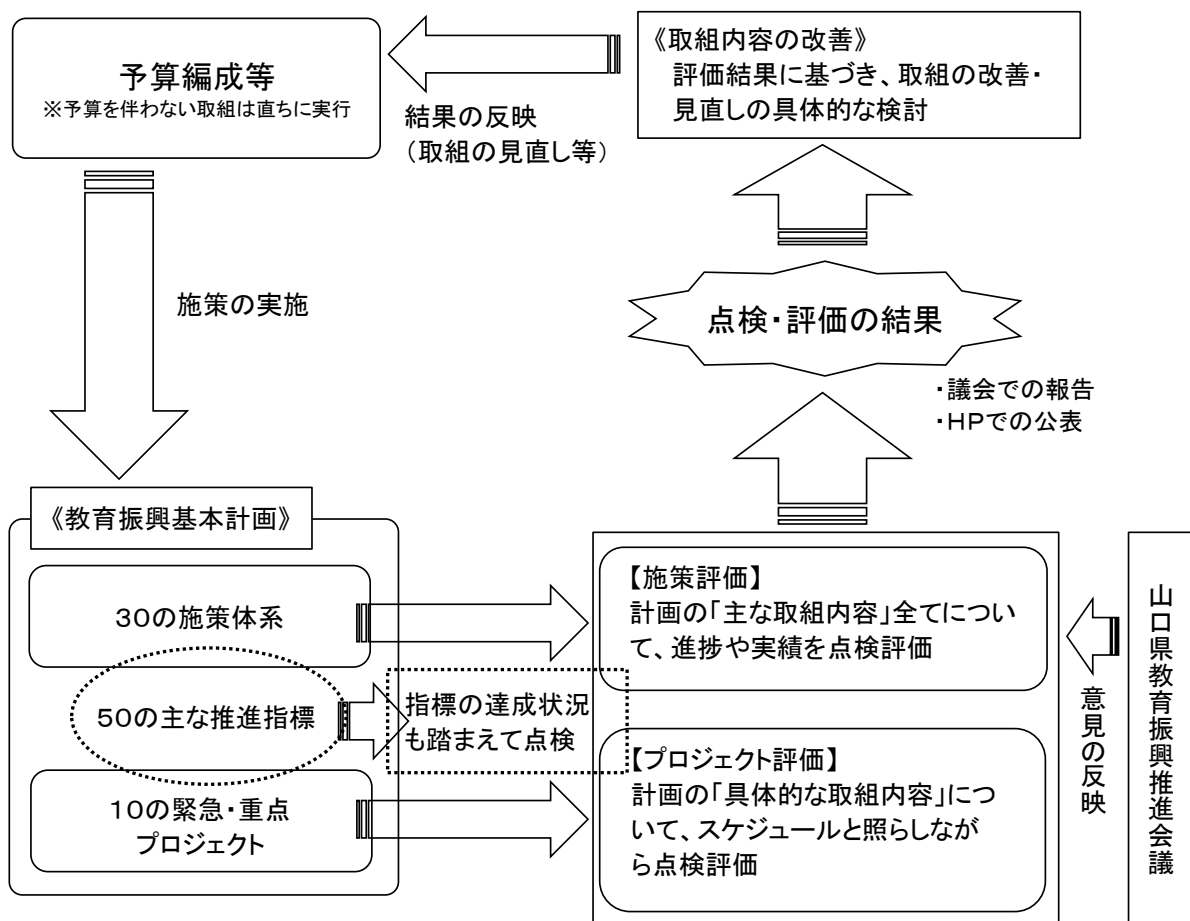 予算編成等
※予算を伴わない取組は直ちに実行
結果の反映
（取組の見直し等）
《取組内容の改善》
評価結果に基づき、取組の改善・
見直しの具体的な検討
施策の実施
点検・評価の結果
・議会での報告
・ＨＰでの公表
《教育振興基本計画》
３０の施策体系
５０の主な推進指標
１０の緊急・重点
プロジェクト
指標の達成状況
も踏まえて点検
【施策評価】
計画の「主な取組内容」全てについ
て、進捗や実績を点検評価
【プロジェクト評価】
計画の「具体的な取組内容」につ
いて、スケジュールと照らしなが
ら点検評価
意見の反映
山口県教育振興推進会議